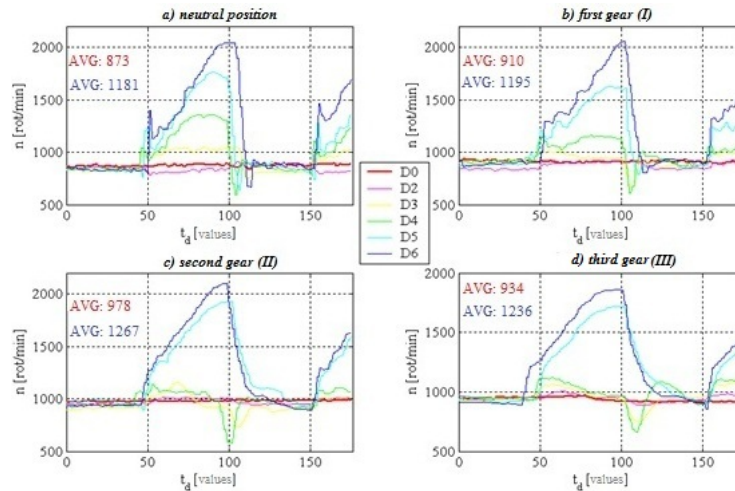 a) neutral position
2000
1500
1000
500
n [rot/min]
AVG: 873
AVG: 1181
0
50
100
150
t_d [values]
b) first gear (I)
2000
1500
1000
500
n [rot/min]
AVG: 910
AVG: 1195
0
50
100
150
t_d [values]
D0
D2
D3
D4
D5
D6
c) second gear (II)
2000
1500
1000
500
n [rot/min]
AVG: 978
AVG: 1267
0
50
100
150
t_d [values]
d) third gear (III)
2000
1500
1000
500
n [rot/min]
AVG: 934
AVG: 1236
0
50
100
150
t_d [values]